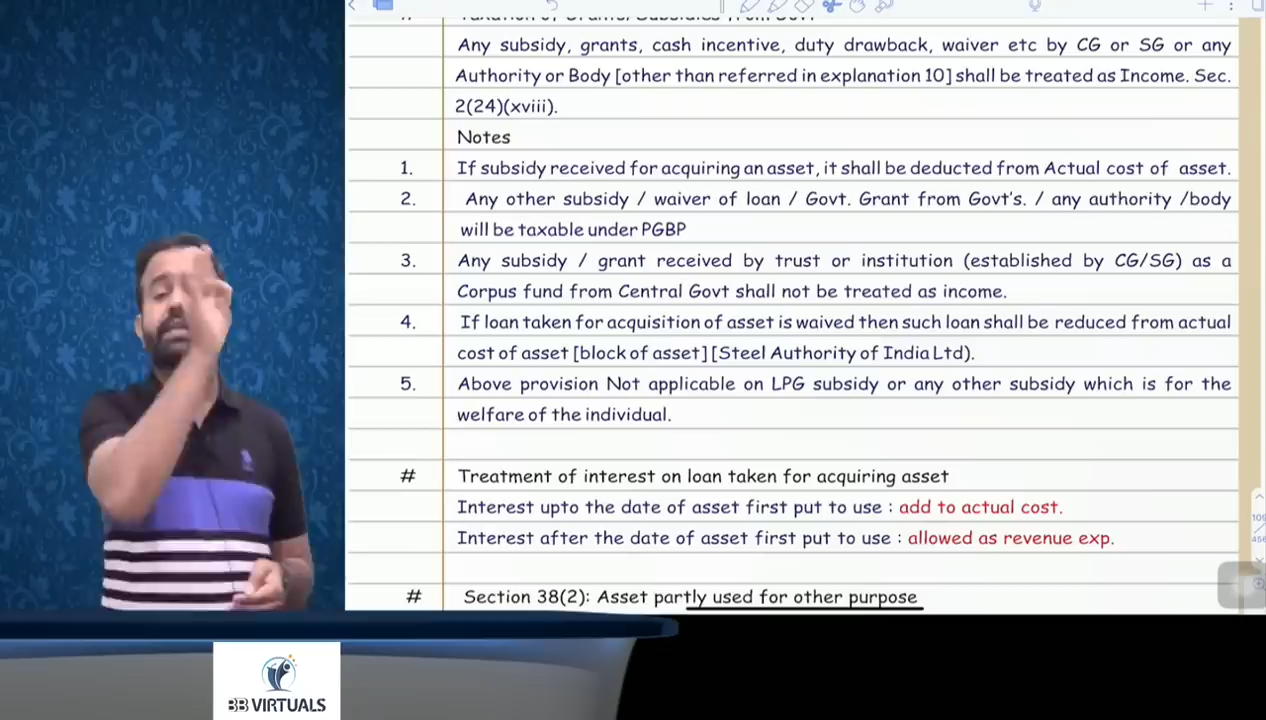 # Taxation of Grants/Subsidies from Govt
Any subsidy, grants, cash incentive, duty drawback, waiver etc by CG or SG or any
Authority or Body [other than referred in explanation 10] shall be treated as Income. Sec.
2(24)(xviii).
Notes
1. If subsidy received for acquiring an asset, it shall be deducted from Actual cost of asset.
2. Any other subsidy / waiver of loan / Govt. Grant from Govt's. / any authority /body
will be taxable under PGBP
3. Any subsidy / grant received by trust or institution (established by CG/SG) as a
Corpus fund from Central Govt shall not be treated as income.
4. If loan taken for acquisition of asset is waived then such loan shall be reduced from actual
cost of asset [block of asset] [Steel Authority of India Ltd).
5. Above provision Not applicable on LPG subsidy or any other subsidy which is for the
welfare of the individual.
# Treatment of interest on loan taken for acquiring asset
Interest upto the date of asset first put to use : add to actual cost.
Interest after the date of asset first put to use : allowed as revenue exp.
# Section 38(2): Asset partly used for other purpose
BB VIRTUALS